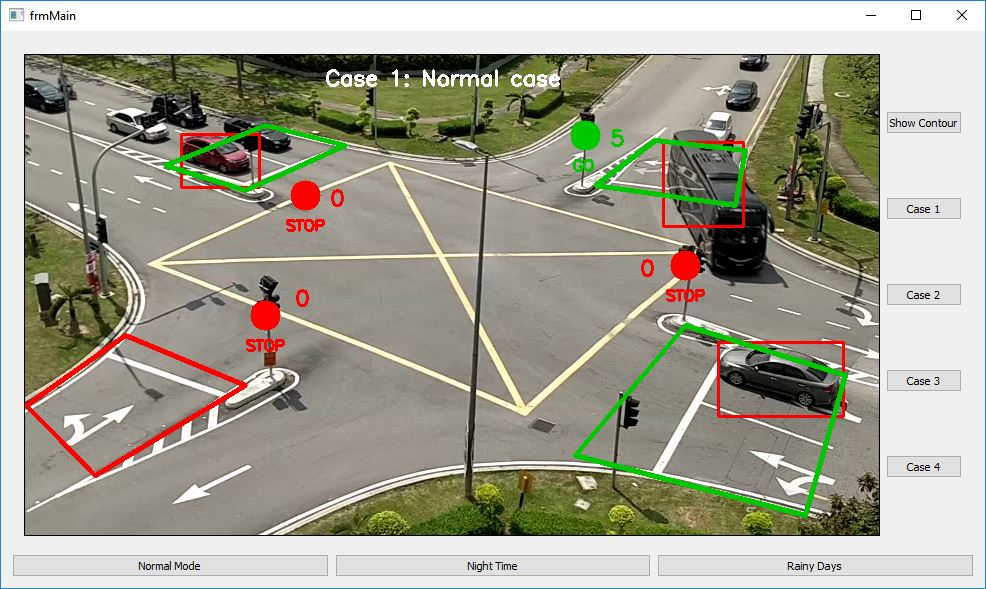 frmMain
Case 1: Normal case
5
GO
0
STOP
0
STOP
0
STOP
Show Contour
Case 1
Case 2
Case 3
Case 4
Normal Mode
Night Time
Rainy Days